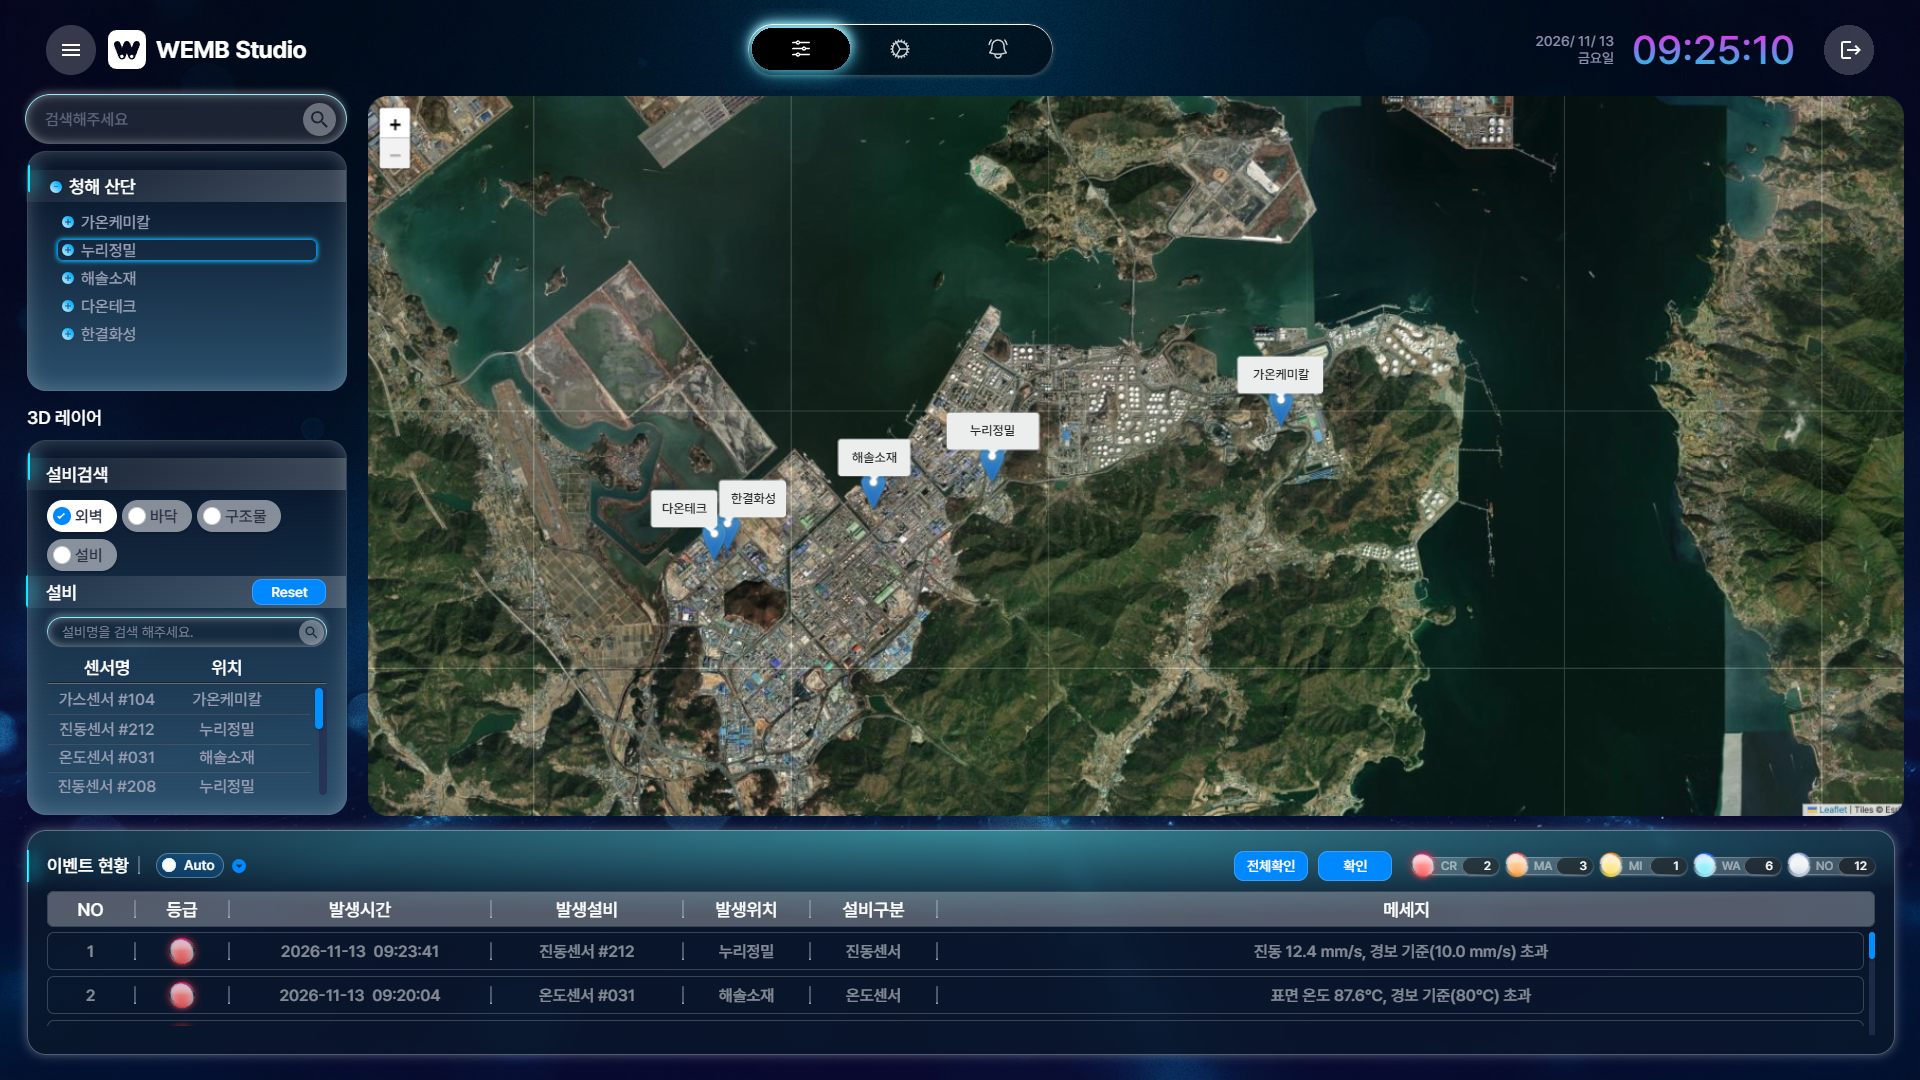 WEMB Studio
2026/ 11/ 13
금요일
09:25:10
검색해주세요
청해 산단
가온케미칼
누리정밀
해솔소재
다온테크
한결화성
3D 레이어
설비검색
외벽
바닥
구조물
설비
설비
Reset
설비명을 검색 해주세요.
센서명 위치
가스센서 #104 가온케미칼
진동센서 #212 누리정밀
온도센서 #031 해솔소재
진동센서 #208 누리정밀
+
−
가온케미칼
누리정밀
해솔소재
한결화성
다온테크
Leaflet | Tiles © Es
이벤트 현황 | Auto
전체확인 확인 CR 2 MA 3 MI 1 WA 6 NO 12
NO 등급 발생시간 발생설비 발생위치 설비구분 메세지
1 2026-11-13 09:23:41 진동센서 #212 누리정밀 진동센서 진동 12.4 mm/s, 경보 기준(10.0 mm/s) 초과
2 2026-11-13 09:20:04 온도센서 #031 해솔소재 온도센서 표면 온도 87.6℃, 경보 기준(80℃) 초과